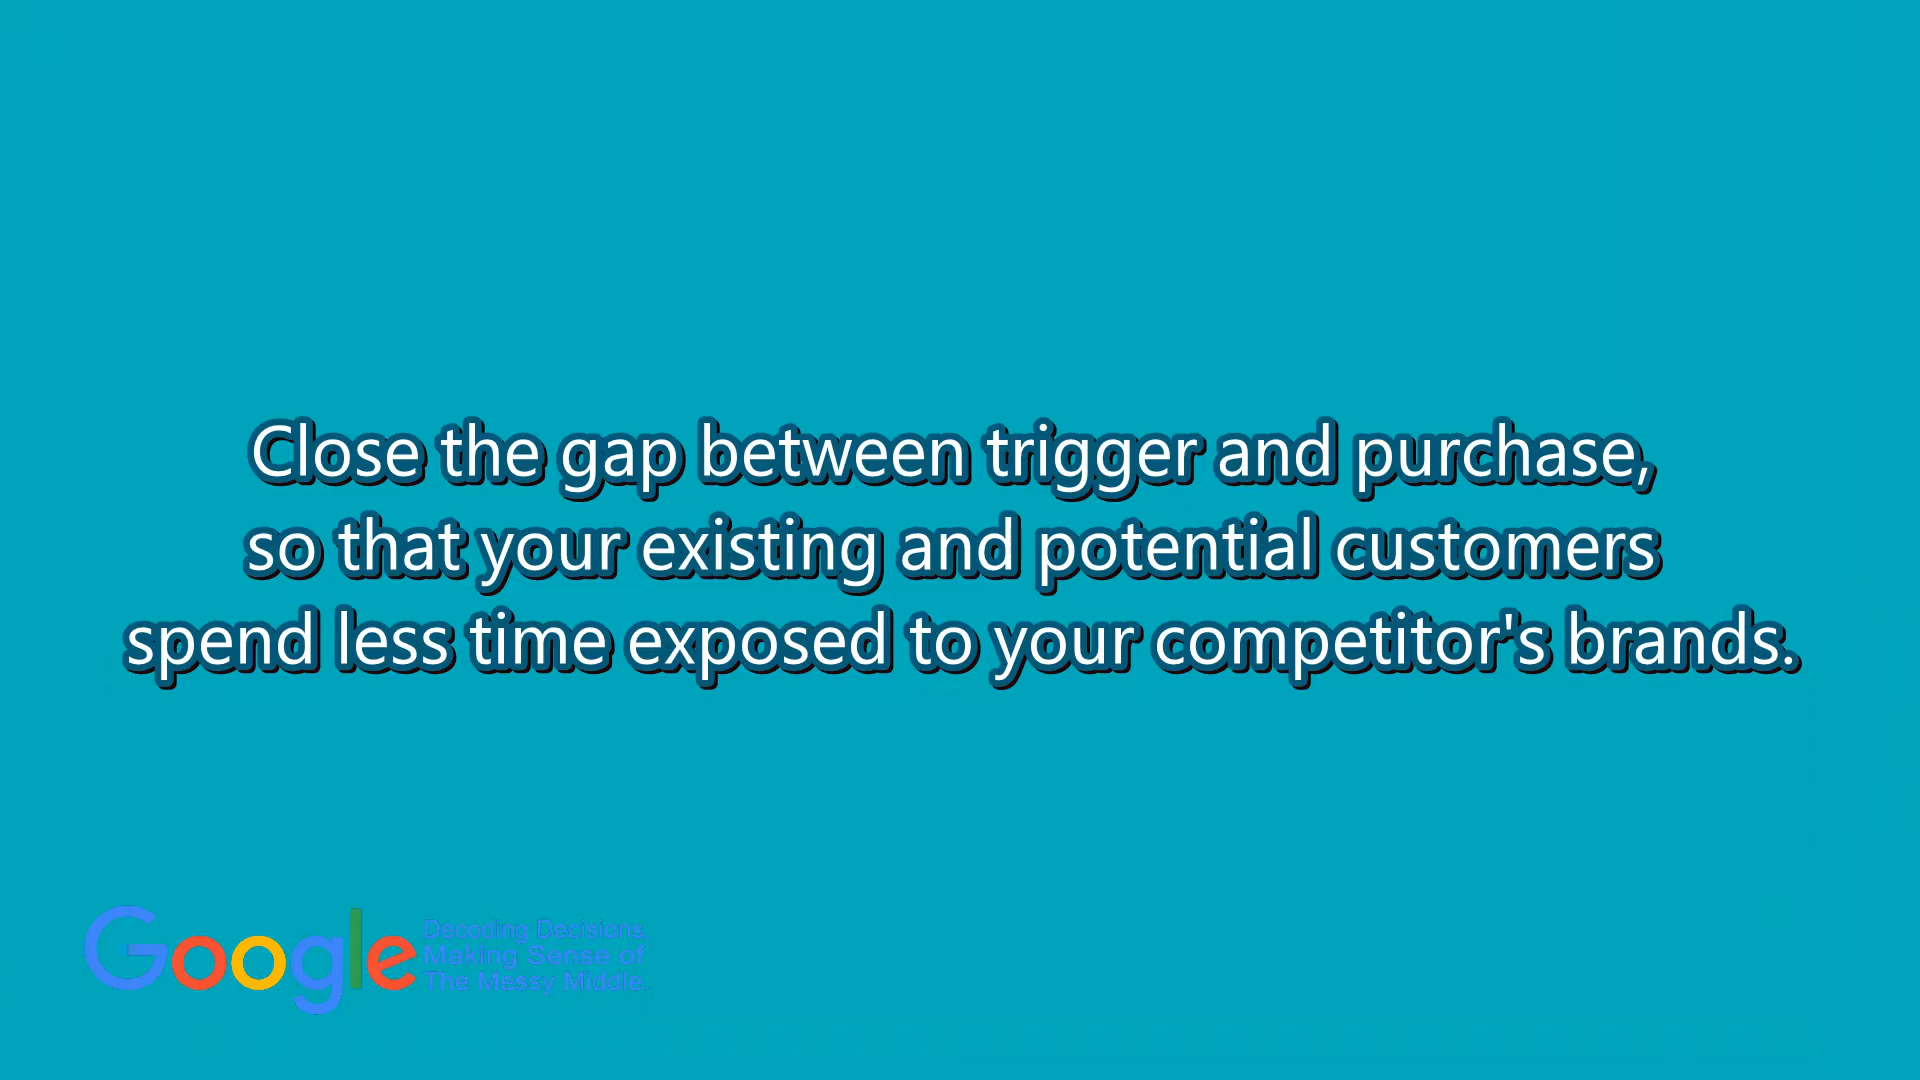 Close the gap between trigger and purchase,
so that your existing and potential customers
spend less time exposed to your competitor's brands.
Google
Decoding Decisions.
Making Sense of
The Messy Middle.